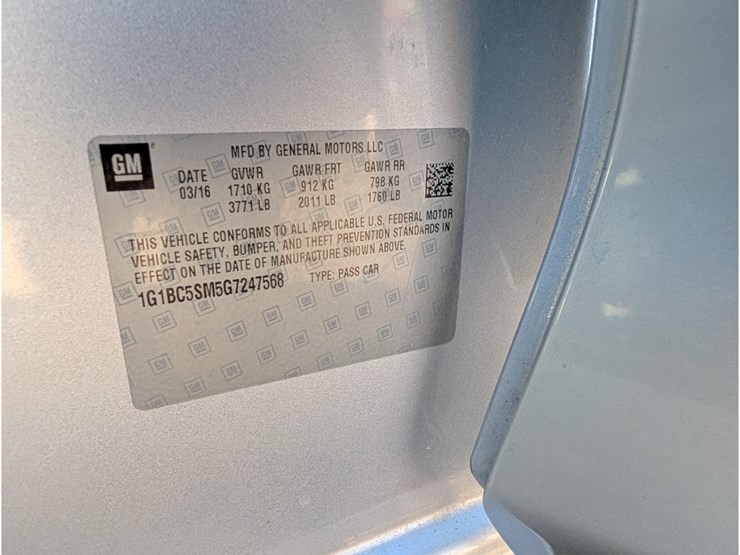 GM
MFD BY GENERAL MOTORS LLC
DATE GVWR GAWR FRT GAWR RR
03/16 1710 KG 912 KG 798 KG
3771 LB 2011 LB 1760 LB
THIS VEHICLE CONFORMS TO ALL APPLICABLE U.S. FEDERAL MOTOR
VEHICLE SAFETY, BUMPER, AND THEFT PREVENTION STANDARDS IN
EFFECT ON THE DATE OF MANUFACTURE SHOWN ABOVE.
1G1BC5SM5G7247568 TYPE: PASS CAR